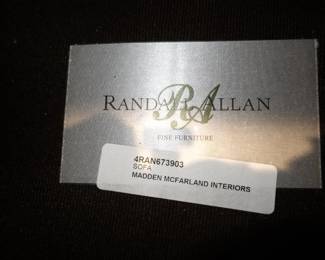 RANDALL ALLAN
RA
FINE FURNITURE
4RAN673903
SOFA
MADDEN MCFARLAND INTERIORS